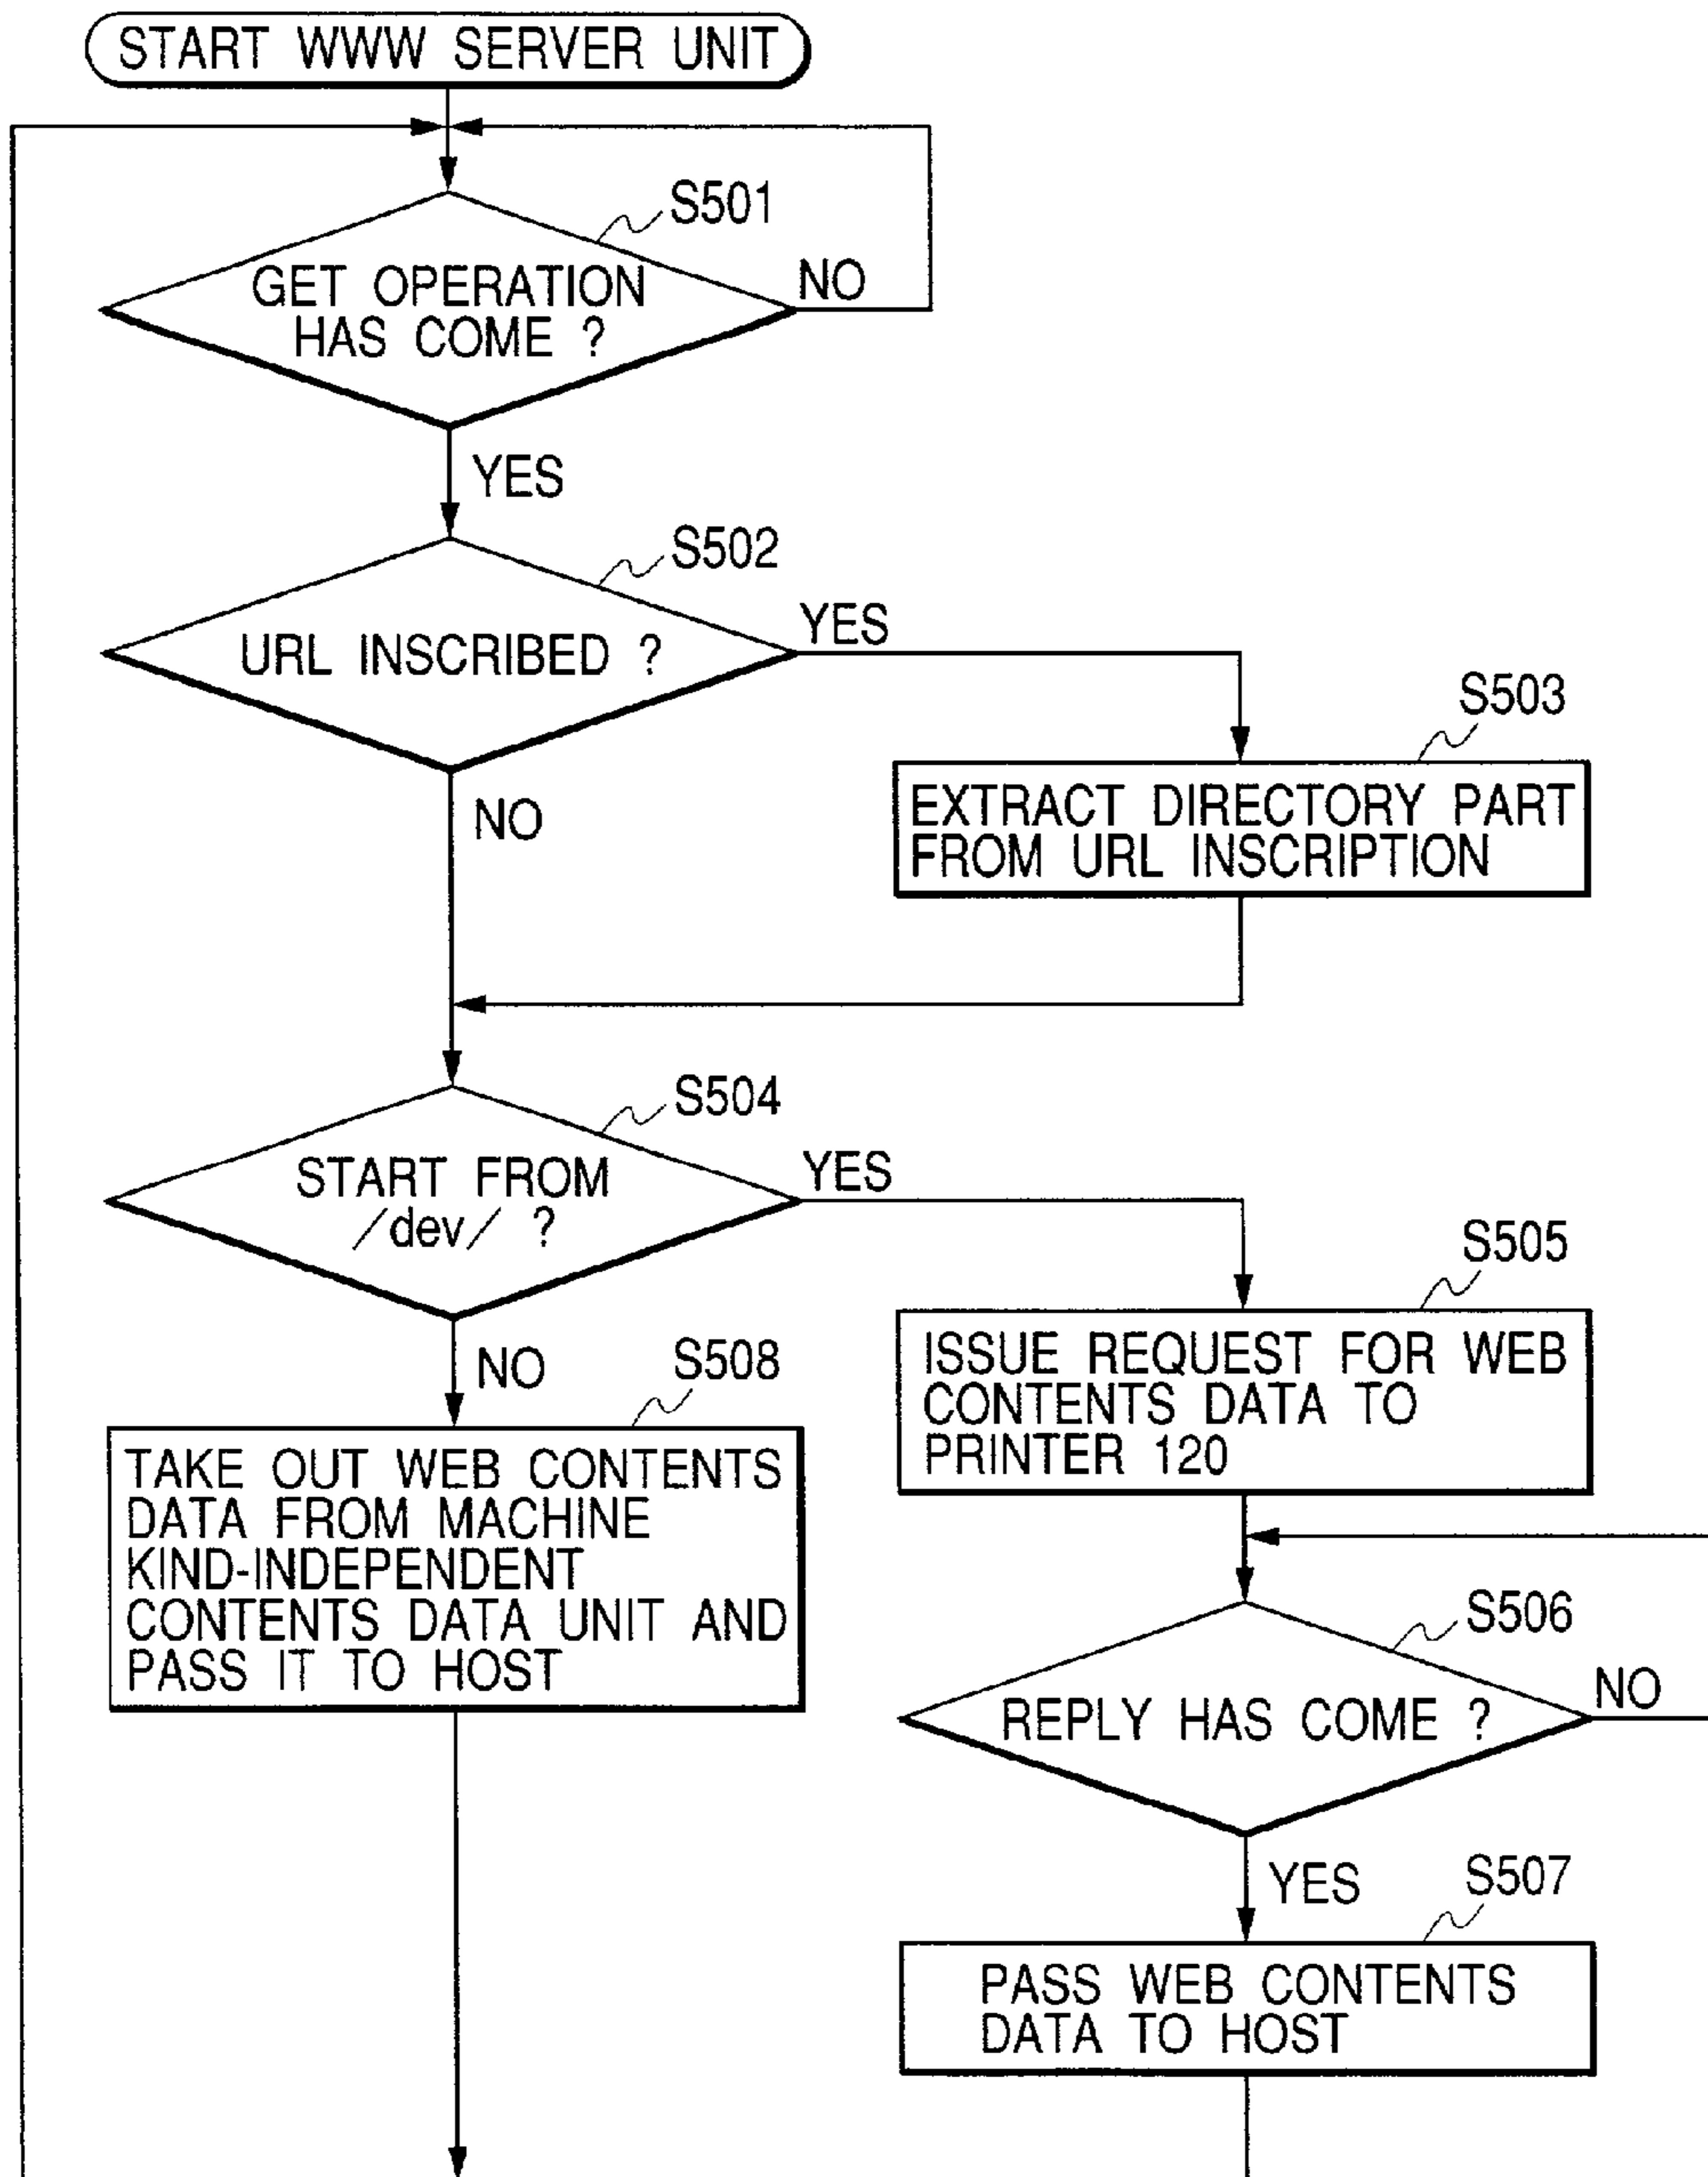 START WWW SERVER UNIT
S501
GET OPERATION
HAS COME ?
NO
YES
S502
URL INSCRIBED ?
YES
NO
S503
EXTRACT DIRECTORY PART
FROM URL INSCRIPTION
S504
START FROM
/dev/ ?
YES
NO
S505
ISSUE REQUEST FOR WEB
CONTENTS DATA TO
PRINTER 120
S508
TAKE OUT WEB CONTENTS
DATA FROM MACHINE
KIND-INDEPENDENT
CONTENTS DATA UNIT AND
PASS IT TO HOST
S506
REPLY HAS COME ?
NO
YES
S507
PASS WEB CONTENTS
DATA TO HOST